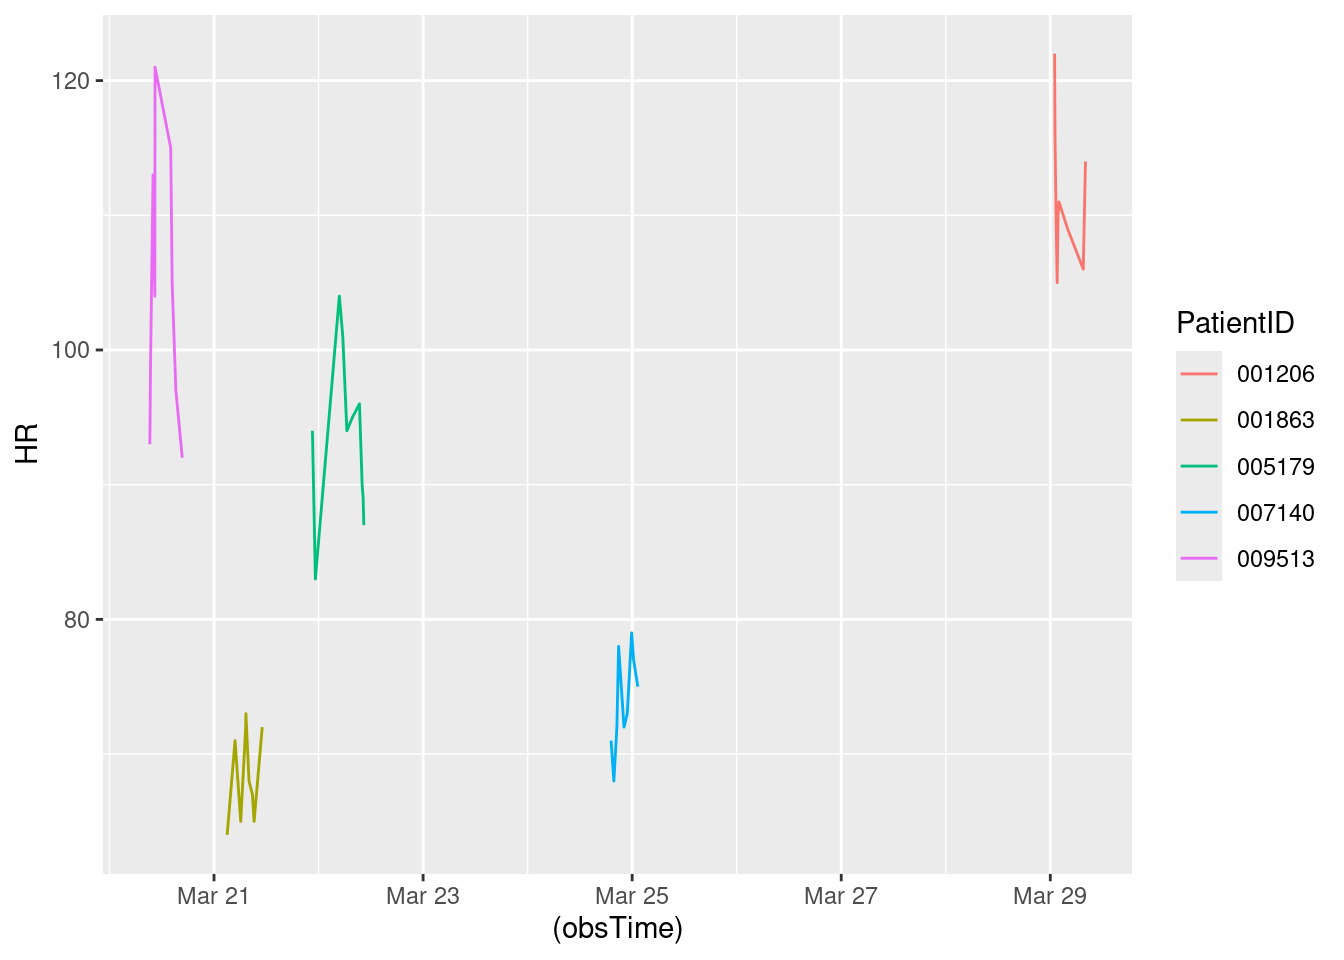 120
100
80
HR
Mar 21
Mar 23
Mar 25
Mar 27
Mar 29
(obsTime)
PatientID
001206
001863
005179
007140
009513